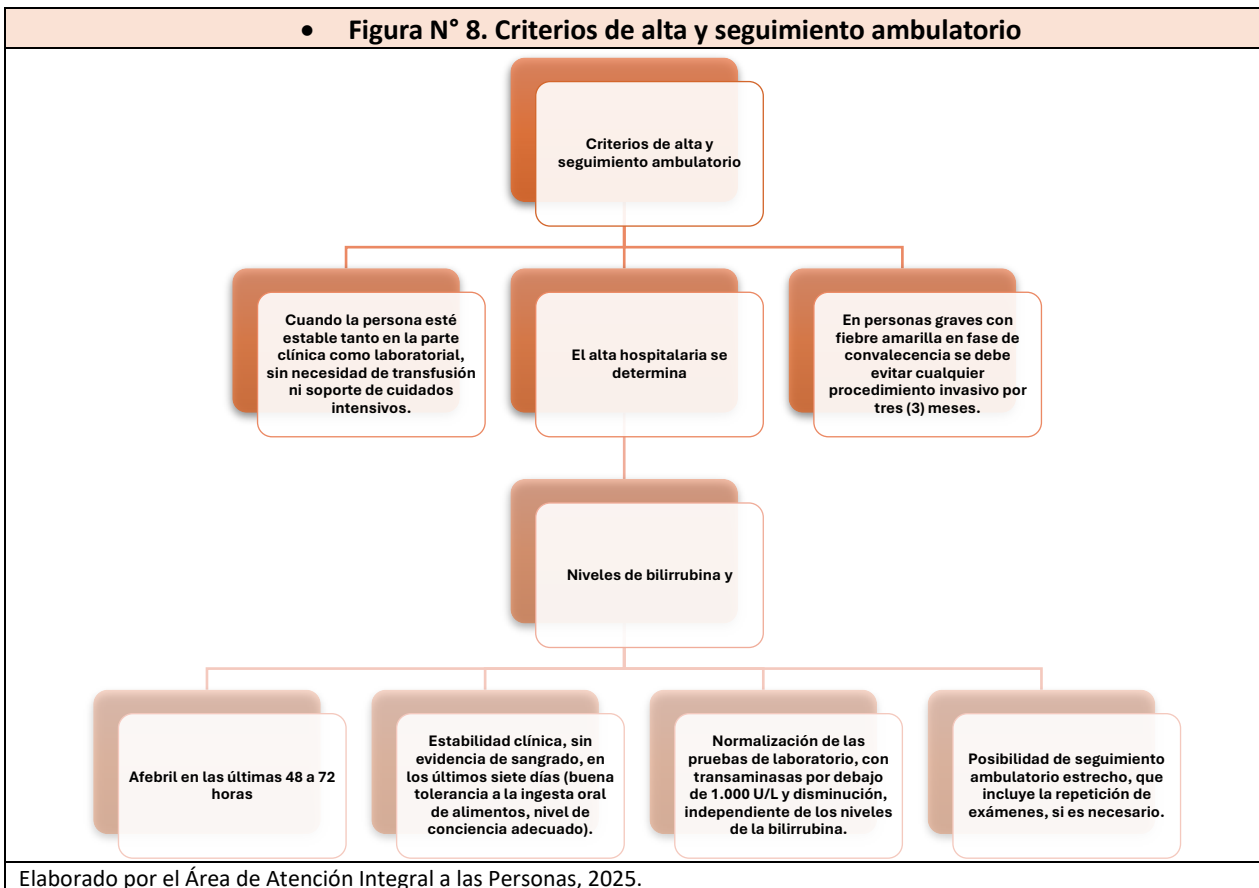 • Figura N° 8. Criterios de alta y seguimiento ambulatorio
Criterios de alta y
seguimiento ambulatorio
Cuando la persona esté
estable tanto en la parte
clínica como laboratorial,
sin necesidad de transfusión
ni soporte de cuidados
intensivos.
El alta hospitalaria se
determina
En personas graves con
fiebre amarilla en fase de
convalecencia se debe
evitar cualquier
procedimiento invasivo por
tres (3) meses.
Niveles de bilirrubina y
Afebril en las últimas 48 a 72
horas
Estabilidad clínica, sin
evidencia de sangrado, en
los últimos siete días (buena
tolerancia a la ingesta oral
de alimentos, nivel de
conciencia adecuado).
Normalización de las
pruebas de laboratorio, con
transaminasas por debajo
de 1.000 U/L y disminución,
independiente de los niveles
de la bilirrubina.
Posibilidad de seguimiento
ambulatorio estrecho, que
incluye la repetición de
exámenes, si es necesario.
Elaborado por el Área de Atención Integral a las Personas, 2025.